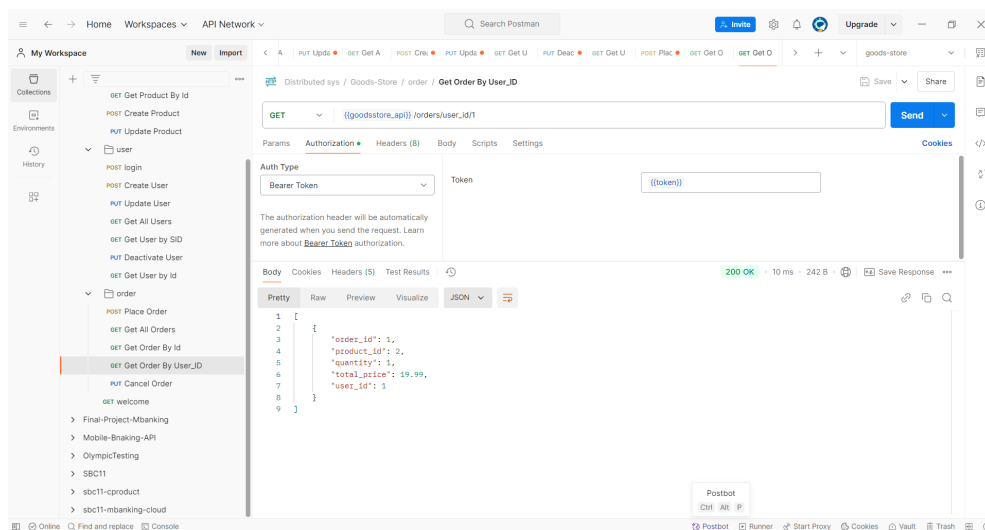 Home Workspaces API Network
Search Postman
Invite
Upgrade
My Workspace New Import
PUT Upda GET Get A POST Crea PUT Upda GET Get U PUT Deac GET Get U POST Plac GET Get O GET Get O
goods-store
Collections
Environments
History
GET Get Product By Id
POST Create Product
PUT Update Product
user
POST login
POST Create User
PUT Update User
GET Get All Users
GET Get User by SID
PUT Deactivate User
GET Get User by Id
order
POST Place Order
GET Get All Orders
GET Get Order By Id
GET Get Order By User_ID
PUT Cancel Order
GET welcome
Final-Project-Mbanking
Mobile-Bnaking-API
OlympicTesting
SBC11
sbc11-cproduct
sbc11-mbanking-cloud
Distributed sys / Goods-Store / order / Get Order By User_ID
Save Share
GET {{goodsstore_api}} /orders/user_id/1 Send
Params Authorization Headers (8) Body Scripts Settings Cookies
Auth Type
Bearer Token
Token {{token}}
The authorization header will be automatically
generated when you send the request. Learn
more about Bearer Token authorization.
Body Cookies Headers (5) Test Results
200 OK 10 ms 242 B Save Response
Pretty Raw Preview Visualize JSON
1 [
2 {
3 "order_id": 1,
4 "product_id": 2,
5 "quantity": 1,
6 "total_price": 19.99,
7 "user_id": 1
8 }
9 ]
Postbot
Ctrl Alt P
Online Find and replace Console
Postbot Runner Start Proxy Cookies Vault Trash